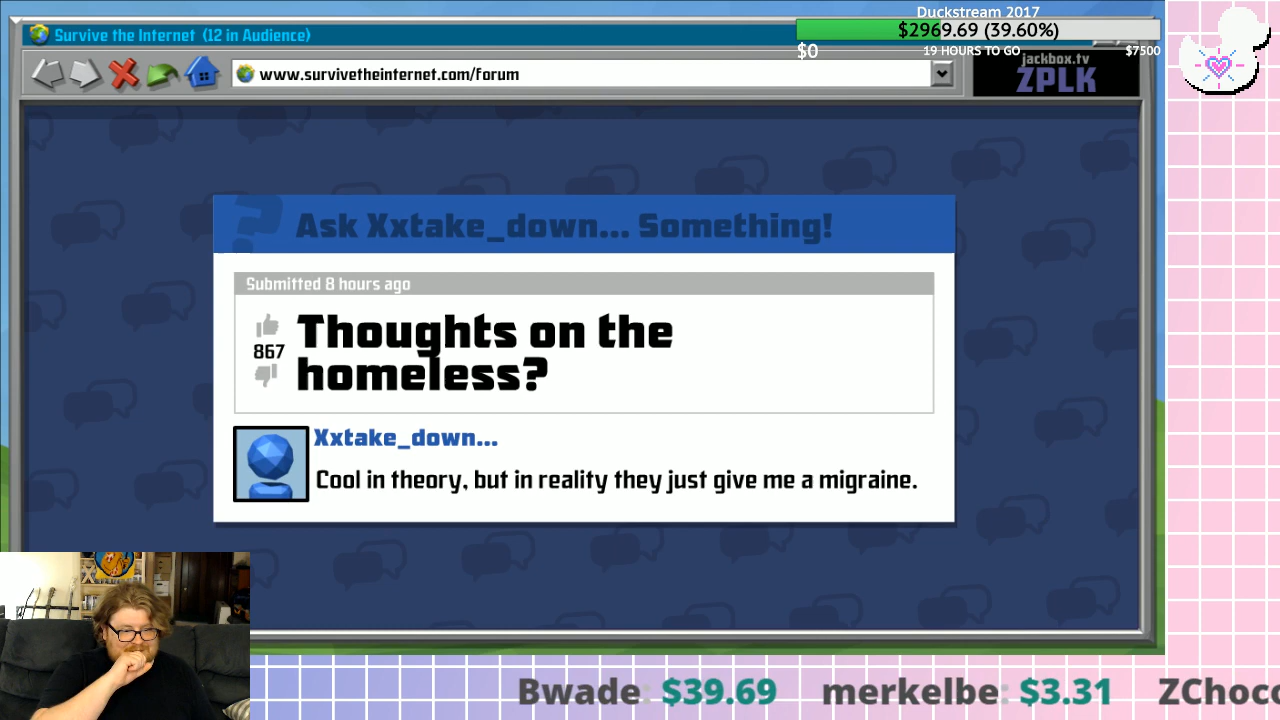 Duckstream 2017
Survive the Internet (12 in Audience)
$2969.69 (39.60%)
$0
19 HOURS TO GO
$7500
www.survivetheinternet.com/forum
jackbox.tv
ZPLK
? Ask Xxtake_down... Something!
Submitted 8 hours ago
867
Thoughts on the
homeless?
Xxtake_down...
Cool in theory, but in reality they just give me a migraine.
Bwade: $39.69 merkelbe: $3.31 ZChoco